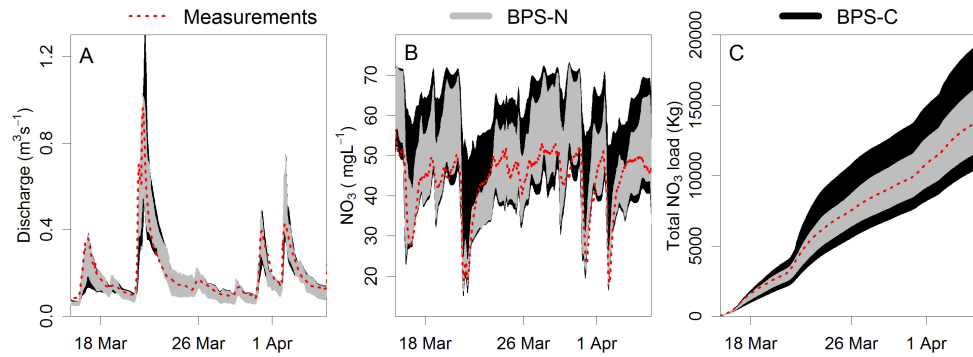 Measurements BPS-N BPS-C
A
Discharge (m³s⁻¹)
0.0 0.4 0.8 1.2
18 Mar 26 Mar 1 Apr
B
NO₃ ( mgL⁻¹)
20 30 40 50 60 70
18 Mar 26 Mar 1 Apr
C
Total NO₃ load (Kg)
0 5000 10000 15000 20000
18 Mar 26 Mar 1 Apr